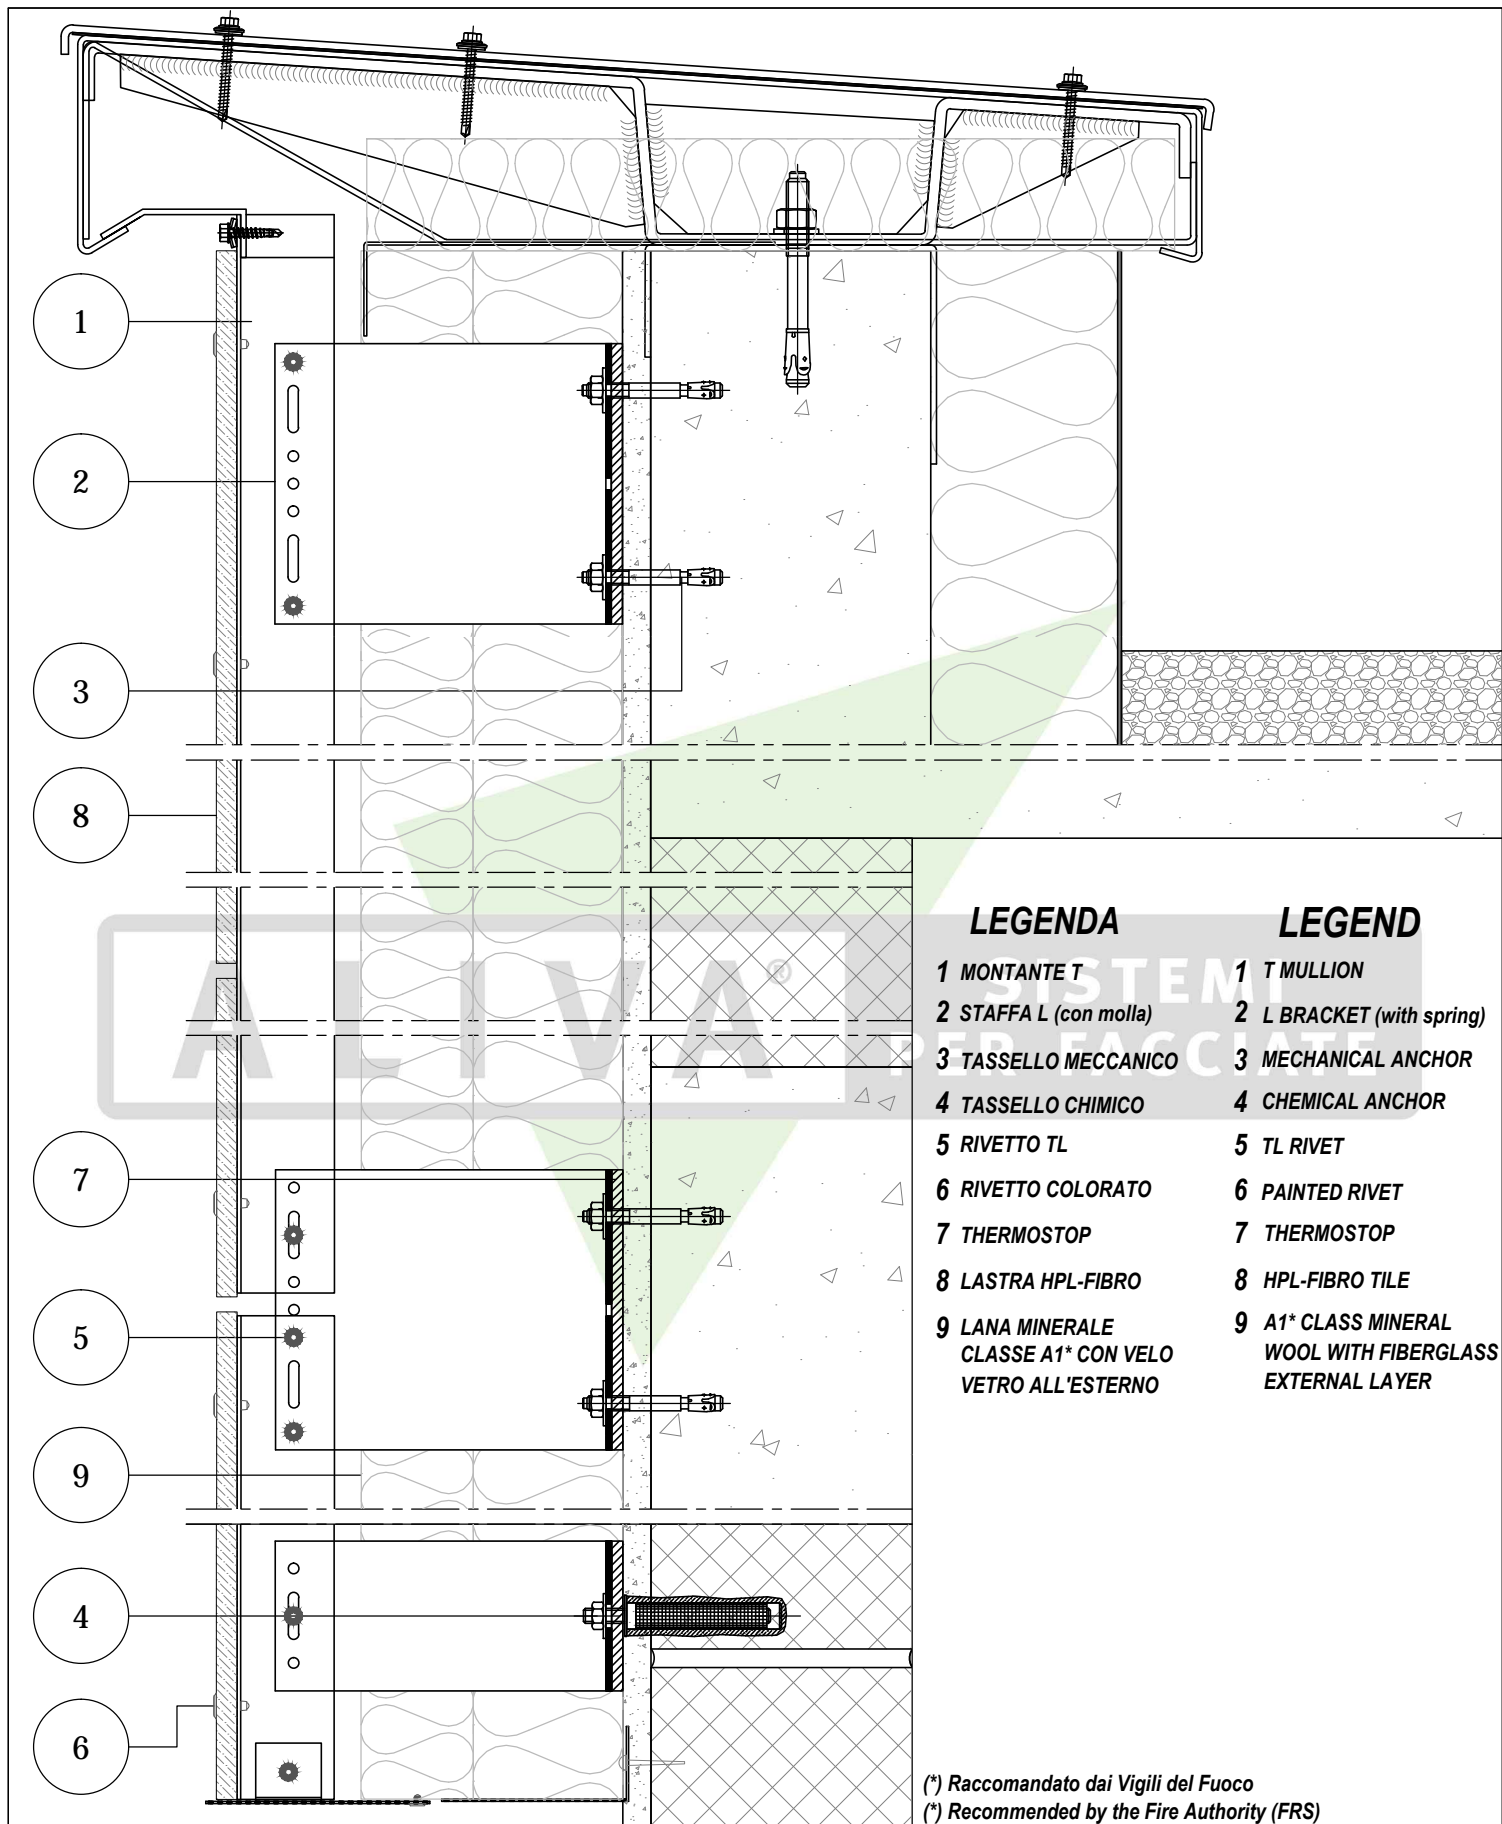 1
2
3
8
7
5
9
4
6
ALIVA®
SISTEMI
PER FACCIATE
LEGENDA
1 MONTANTE T
2 STAFFA L (con molla)
3 TASSELLO MECCANICO
4 TASSELLO CHIMICO
5 RIVETTO TL
6 RIVETTO COLORATO
7 THERMOSTOP
8 LASTRA HPL-FIBRO
9 LANA MINERALE
CLASSE A1* CON VELO
VETRO ALL'ESTERNO
LEGEND
1 T MULLION
2 L BRACKET (with spring)
3 MECHANICAL ANCHOR
4 CHEMICAL ANCHOR
5 TL RIVET
6 PAINTED RIVET
7 THERMOSTOP
8 HPL-FIBRO TILE
9 A1* CLASS MINERAL
WOOL WITH FIBERGLASS
EXTERNAL LAYER
(*) Raccomandato dai Vigili del Fuoco
(*) Recommended by the Fire Authority (FRS)